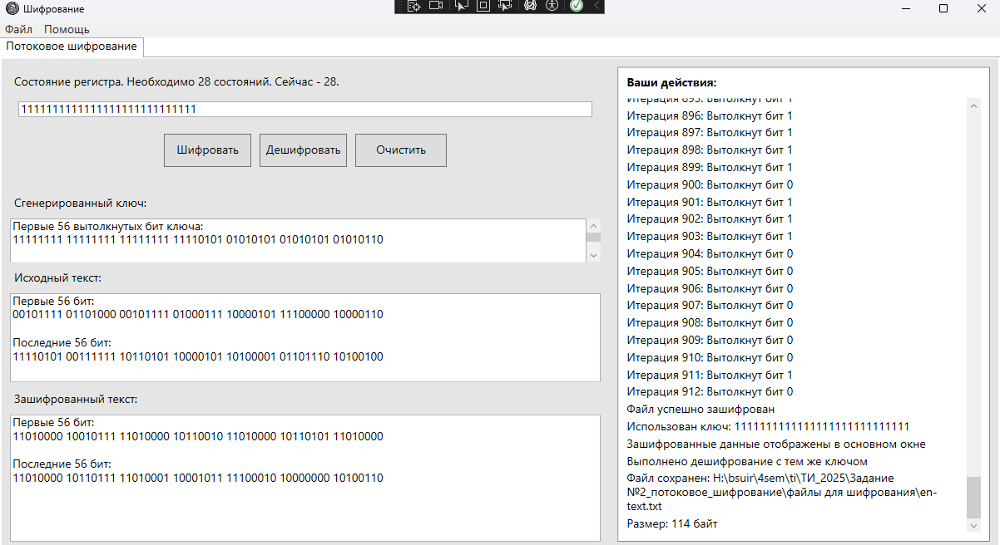 Шифрование
Файл Помощь
Потоковое шифрование
Состояние регистра. Необходимо 28 состояний. Сейчас - 28.
1111111111111111111111111111
Шифровать Дешифровать Очистить
Сгенерированный ключ:
Первые 56 вытолкнутых бит ключа:
11111111 11111111 11111111 11110101 01010101 01010101 01010110
Исходный текст:
Первые 56 бит:
00101111 01101000 00101111 01000111 10000101 11100000 10000110
Последние 56 бит:
11110101 00111111 10110101 10000101 10100001 01101110 10100100
Зашифрованный текст:
Первые 56 бит:
11010000 10010111 11010000 10110010 11010000 10110101 11010000
Последние 56 бит:
11010000 10110111 11010001 10001011 11100010 10000000 10100110
Ваши действия:
Итерация 895: Вытолкнут бит 1
Итерация 896: Вытолкнут бит 1
Итерация 897: Вытолкнут бит 1
Итерация 898: Вытолкнут бит 1
Итерация 899: Вытолкнут бит 1
Итерация 900: Вытолкнут бит 0
Итерация 901: Вытолкнут бит 1
Итерация 902: Вытолкнут бит 1
Итерация 903: Вытолкнут бит 1
Итерация 904: Вытолкнут бит 0
Итерация 905: Вытолкнут бит 0
Итерация 906: Вытолкнут бит 0
Итерация 907: Вытолкнут бит 0
Итерация 908: Вытолкнут бит 0
Итерация 909: Вытолкнут бит 0
Итерация 910: Вытолкнут бит 0
Итерация 911: Вытолкнут бит 1
Итерация 912: Вытолкнут бит 0
Файл успешно зашифрован
Использован ключ: 1111111111111111111111111111
Зашифрованные данные отображены в основном окне
Выполнено дешифрование с тем же ключом
Файл сохранен: H:\bsuir\4sem\ti\ТИ_2025\Задание
№2_потоковое_шифрование\файлы для шифрования\en-
text.txt
Размер: 114 байт